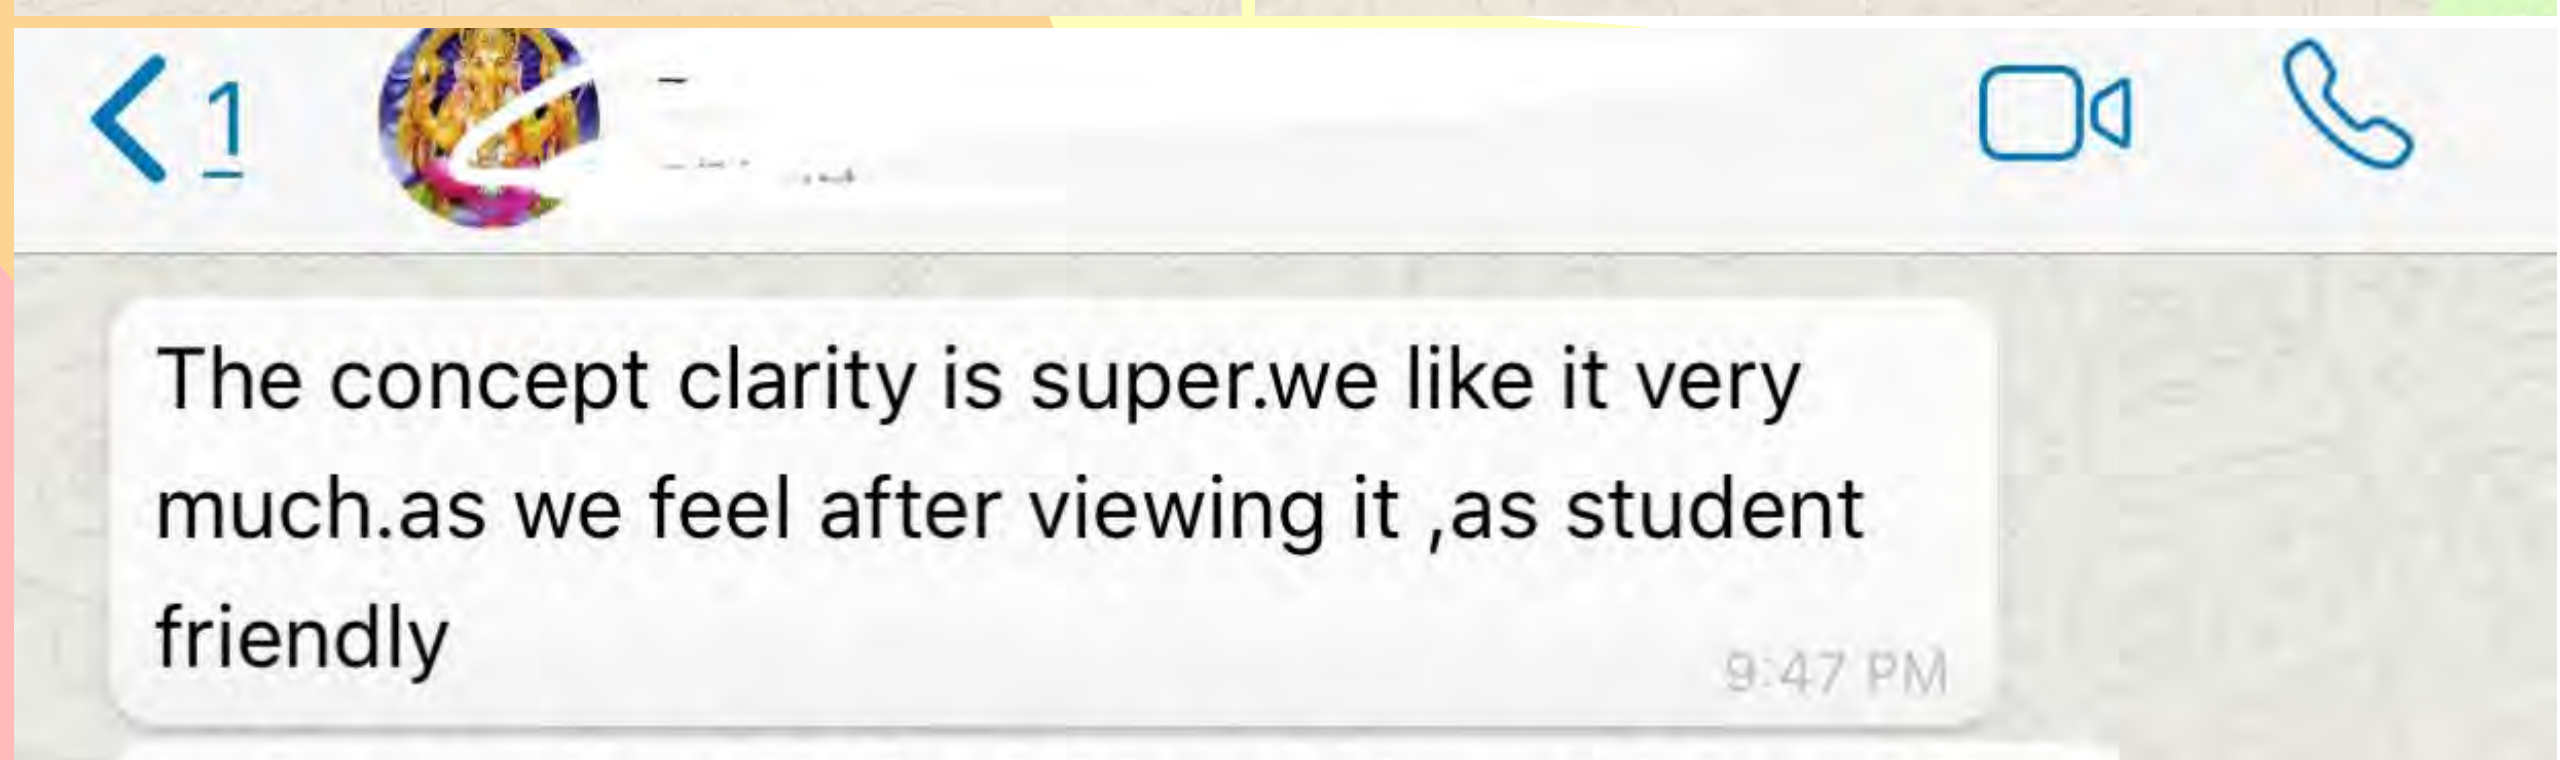 1
The concept clarity is super.we like it very
much.as we feel after viewing it ,as student
friendly
9:47 PM